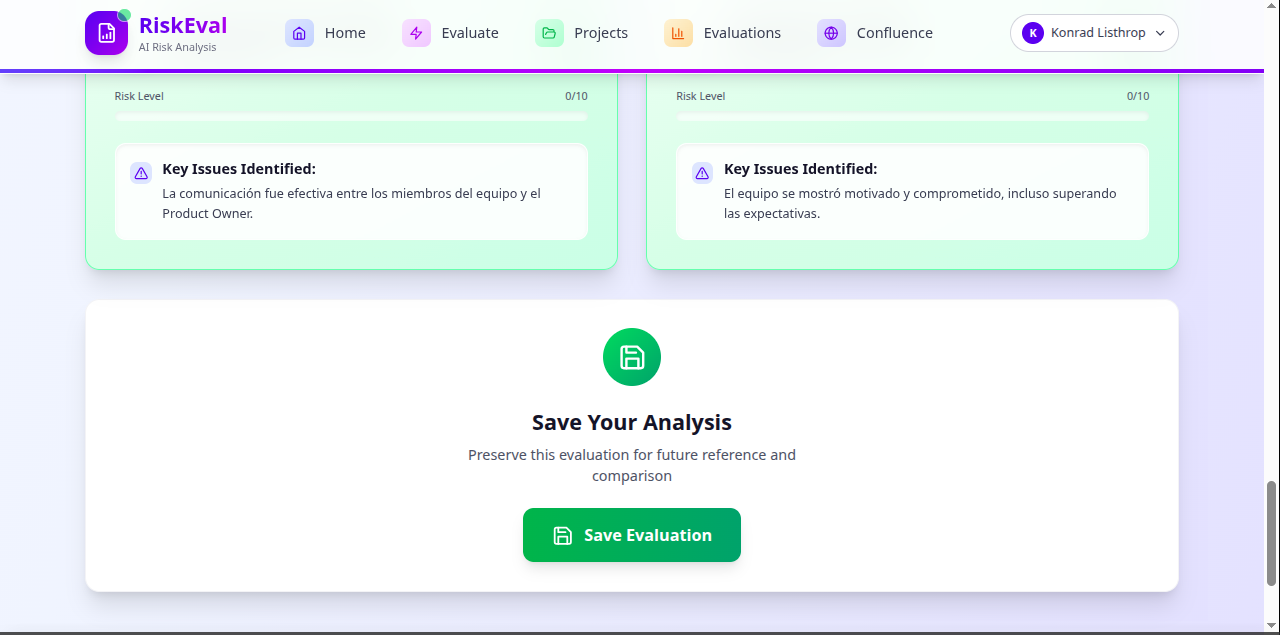 RiskEval
AI Risk Analysis
Home
Evaluate
Projects
Evaluations
Confluence
K
Konrad Listhrop
Risk Level
0/10
Key Issues Identified:
La comunicación fue efectiva entre los miembros del equipo y el
Product Owner.
Risk Level
0/10
Key Issues Identified:
El equipo se mostró motivado y comprometido, incluso superando
las expectativas.
Save Your Analysis
Preserve this evaluation for future reference and
comparison
Save Evaluation